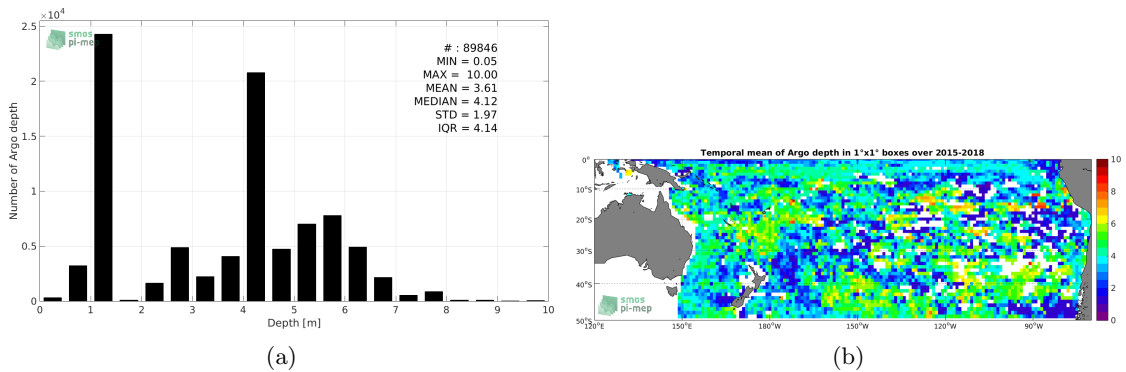 ×10⁴
2.5
2
1.5
1
0.5
0
0 1 2 3 4 5 6 7 8 9 10
Number of Argo depth
Depth [m]
smos
pi-mep
# : 89846
MIN = 0.05
MAX = 10.00
MEAN = 3.61
MEDIAN = 4.12
STD = 1.97
IQR = 4.14
(a)
Temporal mean of Argo depth in 1°x1° boxes over 2015-2018
0°
10°S
20°S
30°S
40°S
50°S
120°E 150°E 180°W 150°W 120°W 90°W
smos
pi-mep
10
8
6
4
2
0
(b)